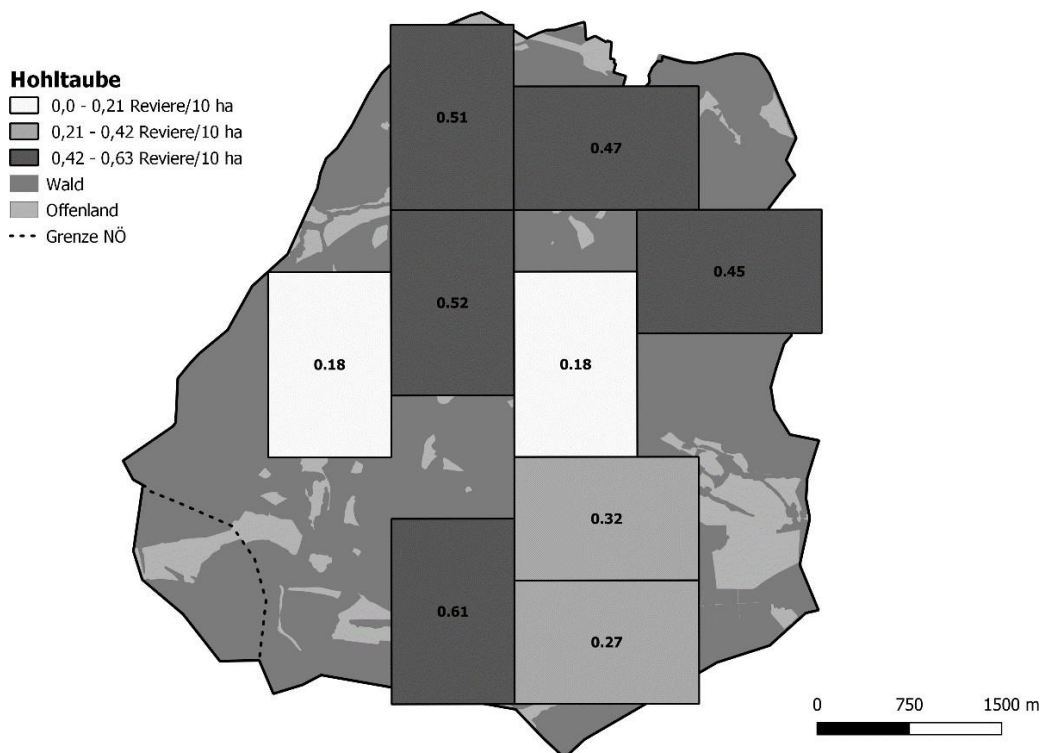 Hohltaube
0,0 - 0,21 Reviere/10 ha
0,21 - 0,42 Reviere/10 ha
0,42 - 0,63 Reviere/10 ha
Wald
Offenland
Grenze NÖ
0.51
0.47
0.45
0.52
0.18
0.18
0.32
0.61
0.27
0 750 1500 m